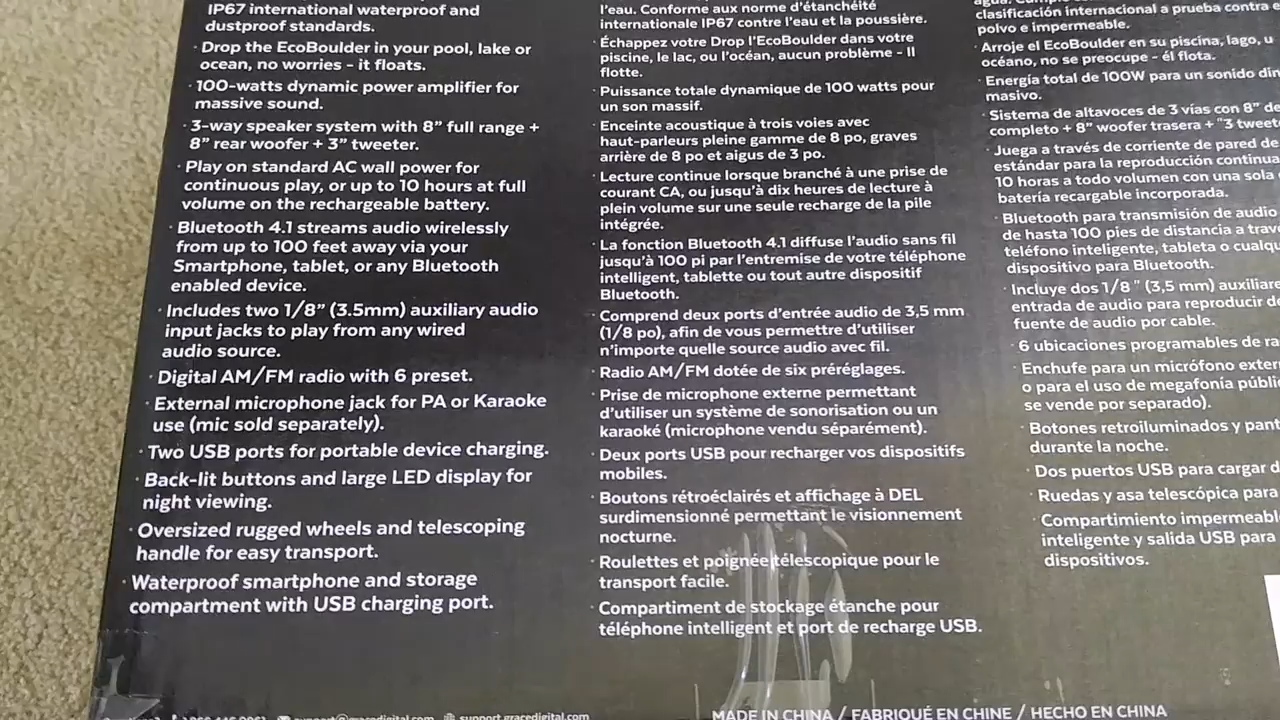 IP67 international waterproof and
dustproof standards.
· Drop the EcoBoulder in your pool, lake or
ocean, no worries - it floats.
· 100-watts dynamic power amplifier for
massive sound.
· 3-way speaker system with 8” full range +
8” rear woofer + 3” tweeter.
· Play on standard AC wall power for
continuous play, or up to 10 hours at full
volume on the rechargeable battery.
· Bluetooth 4.1 streams audio wirelessly
from up to 100 feet away via your
Smartphone, tablet, or any Bluetooth
enabled device.
· Includes two 1/8” (3.5mm) auxiliary audio
input jacks to play from any wired
audio source.
· Digital AM/FM radio with 6 preset.
· External microphone jack for PA or Karaoke
use (mic sold separately).
· Two USB ports for portable device charging.
· Back-lit buttons and large LED display for
night viewing.
· Oversized rugged wheels and telescoping
handle for easy transport.
· Waterproof smartphone and storage
compartment with USB charging port.
l’eau. Conforme aux norme d’étanchéité
internationale IP67 contre l’eau et la poussière.
· Échappez votre Drop l’EcoBoulder dans votre
piscine, le lac, ou l’océan, aucun problème - Il
flotte.
· Puissance totale dynamique de 100 watts pour
un son massif.
· Enceinte acoustique à trois voies avec
haut-parleurs pleine gamme de 8 po, graves
arrière de 8 po et aigus de 3 po.
· Lecture continue lorsque branché à une prise de
courant CA, ou jusqu’à dix heures de lecture à
plein volume sur une seule recharge de la pile
intégrée.
· La fonction Bluetooth 4.1 diffuse l’audio sans fil
jusqu’à 100 pi par l’entremise de votre téléphone
intelligent, tablette ou tout autre dispositif
Bluetooth.
· Comprend deux ports d’entrée audio de 3,5 mm
(1/8 po), afin de vous permettre d’utiliser
n’importe quelle source audio avec fil.
· Radio AM/FM dotée de six préréglages.
· Prise de microphone externe permettant
d’utiliser un système de sonorisation ou un
karaoké (microphone vendu séparément).
· Deux ports USB pour recharger vos dispositifs
mobiles.
· Boutons rétroéclairés et affichage à DEL
surdimensionné permettant le visionnement
nocturne.
· Roulettes et poignée télescopique pour le
transport facile.
· Compartiment de stockage étanche pour
téléphone intelligent et port de recharge USB.
clasificación internacional a prueba contra e
polvo e impermeable.
· Arroje el EcoBoulder en su piscina, lago, u
océano, no se preocupe - él flota.
· Energía total de 100W para un sonido din
masivo.
· Sistema de altavoces de 3 vías con 8” de
completo + 8” woofer trasera + “3 tweet
· Juega a través de corriente de pared de
estándar para la reproducción continua
10 horas a todo volumen con una sola
batería recargable incorporada.
· Bluetooth para transmisión de audio
de hasta 100 pies de distancia a trav
teléfono inteligente, tableta o cualqu
dispositivo para Bluetooth.
· Incluye dos 1/8 ” (3,5 mm) auxiliare
entrada de audio para reproducir d
fuente de audio por cable.
· 6 ubicaciones programables de ra
· Enchufe para un micrófono exter
o para el uso de megafonía públi
se vende por separado).
· Botones retroiluminados y pant
durante la noche.
· Dos puertos USB para cargar d
· Ruedas y asa telescópica para
· Compartimiento impermeabl
inteligente y salida USB para
dispositivos.
support.gracedigital.com
MADE IN CHINA / FABRIQUÉ EN CHINE / HECHO EN CHINA